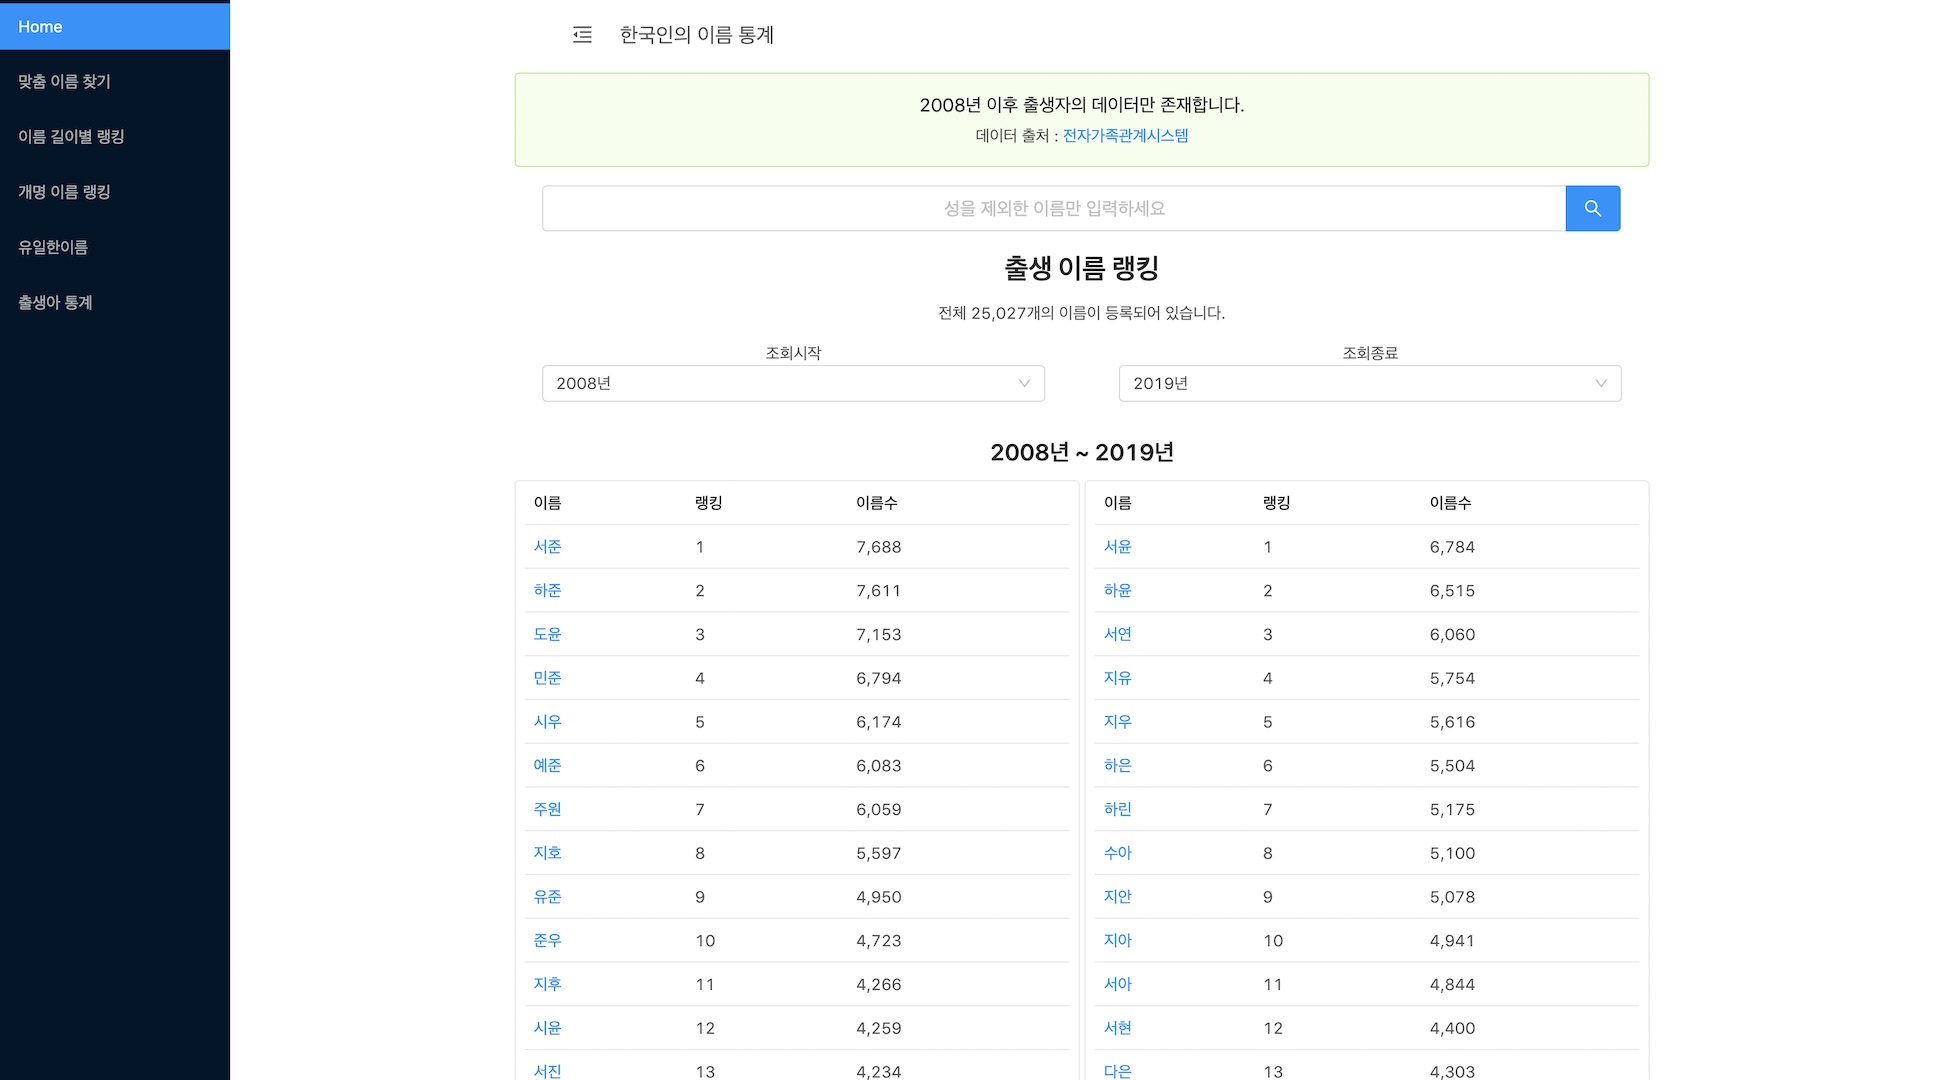 Home
맞춤 이름 찾기
이름 길이별 랭킹
개명 이름 랭킹
유일한이름
출생아 통계
한국인의 이름 통계
2008년 이후 출생자의 데이터만 존재합니다.
데이터 출처 : 전자가족관계시스템
성을 제외한 이름만 입력하세요
출생 이름 랭킹
전체 25,027개의 이름이 등록되어 있습니다.
조회시작 조회종료
2008년 2019년
2008년 ~ 2019년
이름 랭킹 이름수 이름 랭킹 이름수
서준 1 7,688 서윤 1 6,784
하준 2 7,611 하윤 2 6,515
도윤 3 7,153 서연 3 6,060
민준 4 6,794 지유 4 5,754
시우 5 6,174 지우 5 5,616
예준 6 6,083 하은 6 5,504
주원 7 6,059 하린 7 5,175
지호 8 5,597 수아 8 5,100
유준 9 4,950 지안 9 5,078
준우 10 4,723 지아 10 4,941
지후 11 4,266 서아 11 4,844
시윤 12 4,259 서현 12 4,400
서진 13 4,234 다은 13 4,303